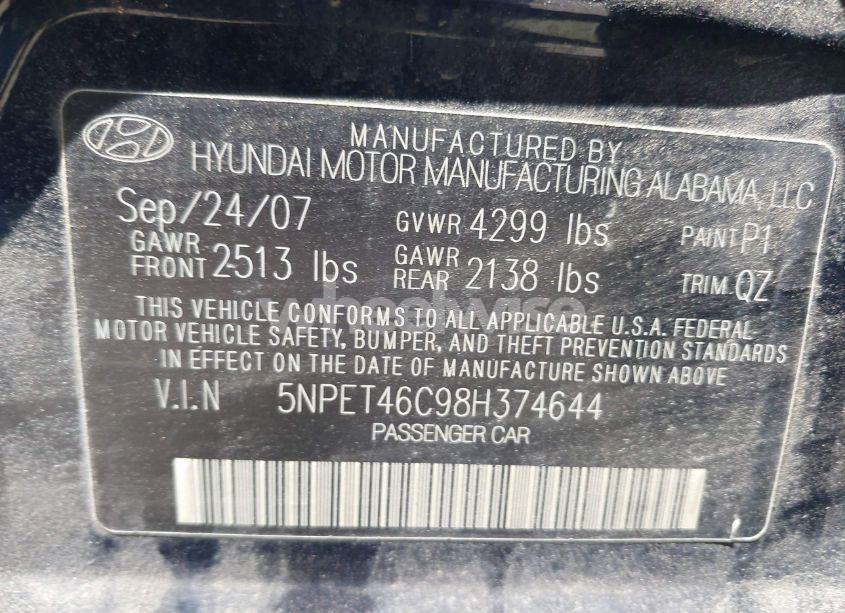 MANUFACTURED BY
HYUNDAI MOTOR MANUFACTURING ALABAMA, LLC
Sep/24/07 GVWR 4299 lbs PAINT P1
GAWR FRONT 2513 lbs GAWR REAR 2138 lbs TRIM QZ
THIS VEHICLE CONFORMS TO ALL APPLICABLE U.S.A. FEDERAL
MOTOR VEHICLE SAFETY, BUMPER, AND THEFT PREVENTION STANDARDS
IN EFFECT ON THE DATE OF MANUFACTURE SHOWN ABOVE
V.I.N 5NPET46C98H374644
PASSENGER CAR